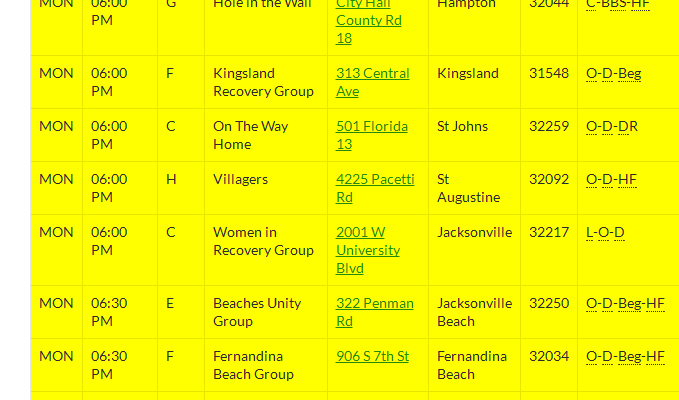 MON 06:00 G Hole in the Wall City Hall Hampton 32044 C-BBS-HF
PM County Rd
18
MON 06:00 F Kingsland 313 Central Kingsland 31548 O-D-Beg
PM Recovery Group Ave
MON 06:00 C On The Way 501 Florida St Johns 32259 O-D-DR
PM Home 13
MON 06:00 H Villagers 4225 Pacetti St 32092 O-D-HF
PM Rd Augustine
MON 06:00 C Women in 2001 W Jacksonville 32217 L-O-D
PM Recovery Group University
Blvd
MON 06:30 E Beaches Unity 322 Penman Jacksonville 32250 O-D-Beg-HF
PM Group Rd Beach
MON 06:30 F Fernandina 906 S 7th St Fernandina 32034 O-D-Beg-HF
PM Beach Group Beach